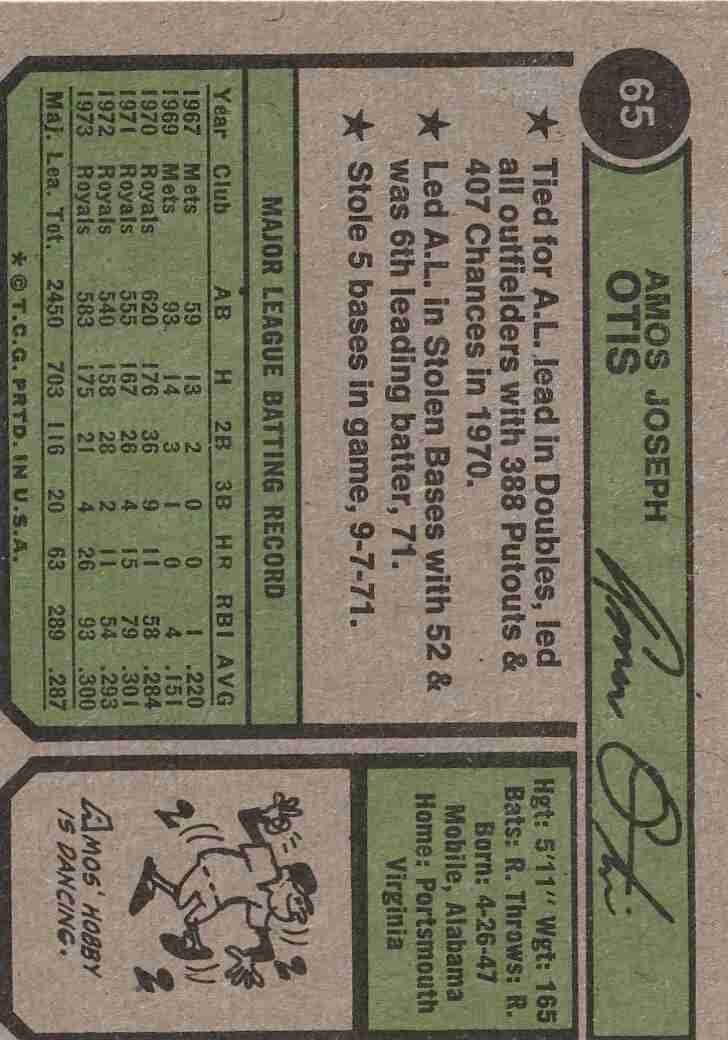 65
AMOS JOSEPH
OTIS
Amos Otis
★ Tied for A.L. lead in Doubles, led
all outfielders with 388 Putouts &
407 Chances in 1970.
★ Led A.L. in Stolen Bases with 52 &
was 6th leading batter, 71.
★ Stole 5 bases in game, 9-7-71.
Hgt: 5'11" Wgt: 165
Bats: R. Throws: R.
Born: 4-26-47
Mobile, Alabama
Home: Portsmouth
Virginia
MAJOR LEAGUE BATTING RECORD
Year Club AB H 2B 3B HR RBI AVG
1967 Mets 59 13 2 0 0 1 .220
1969 Mets 93 14 3 1 0 4 .151
1970 Royals 620 176 36 9 11 58 .284
1971 Royals 555 167 26 4 15 79 .301
1972 Royals 540 158 28 2 11 54 .293
1973 Royals 583 175 21 4 26 93 .300
Maj. Lea. Tot. 2450 703 116 20 63 289 .287
* © T.C.G. PRTD. IN U.S.A.
AMOS' HOBBY
IS DANCING.